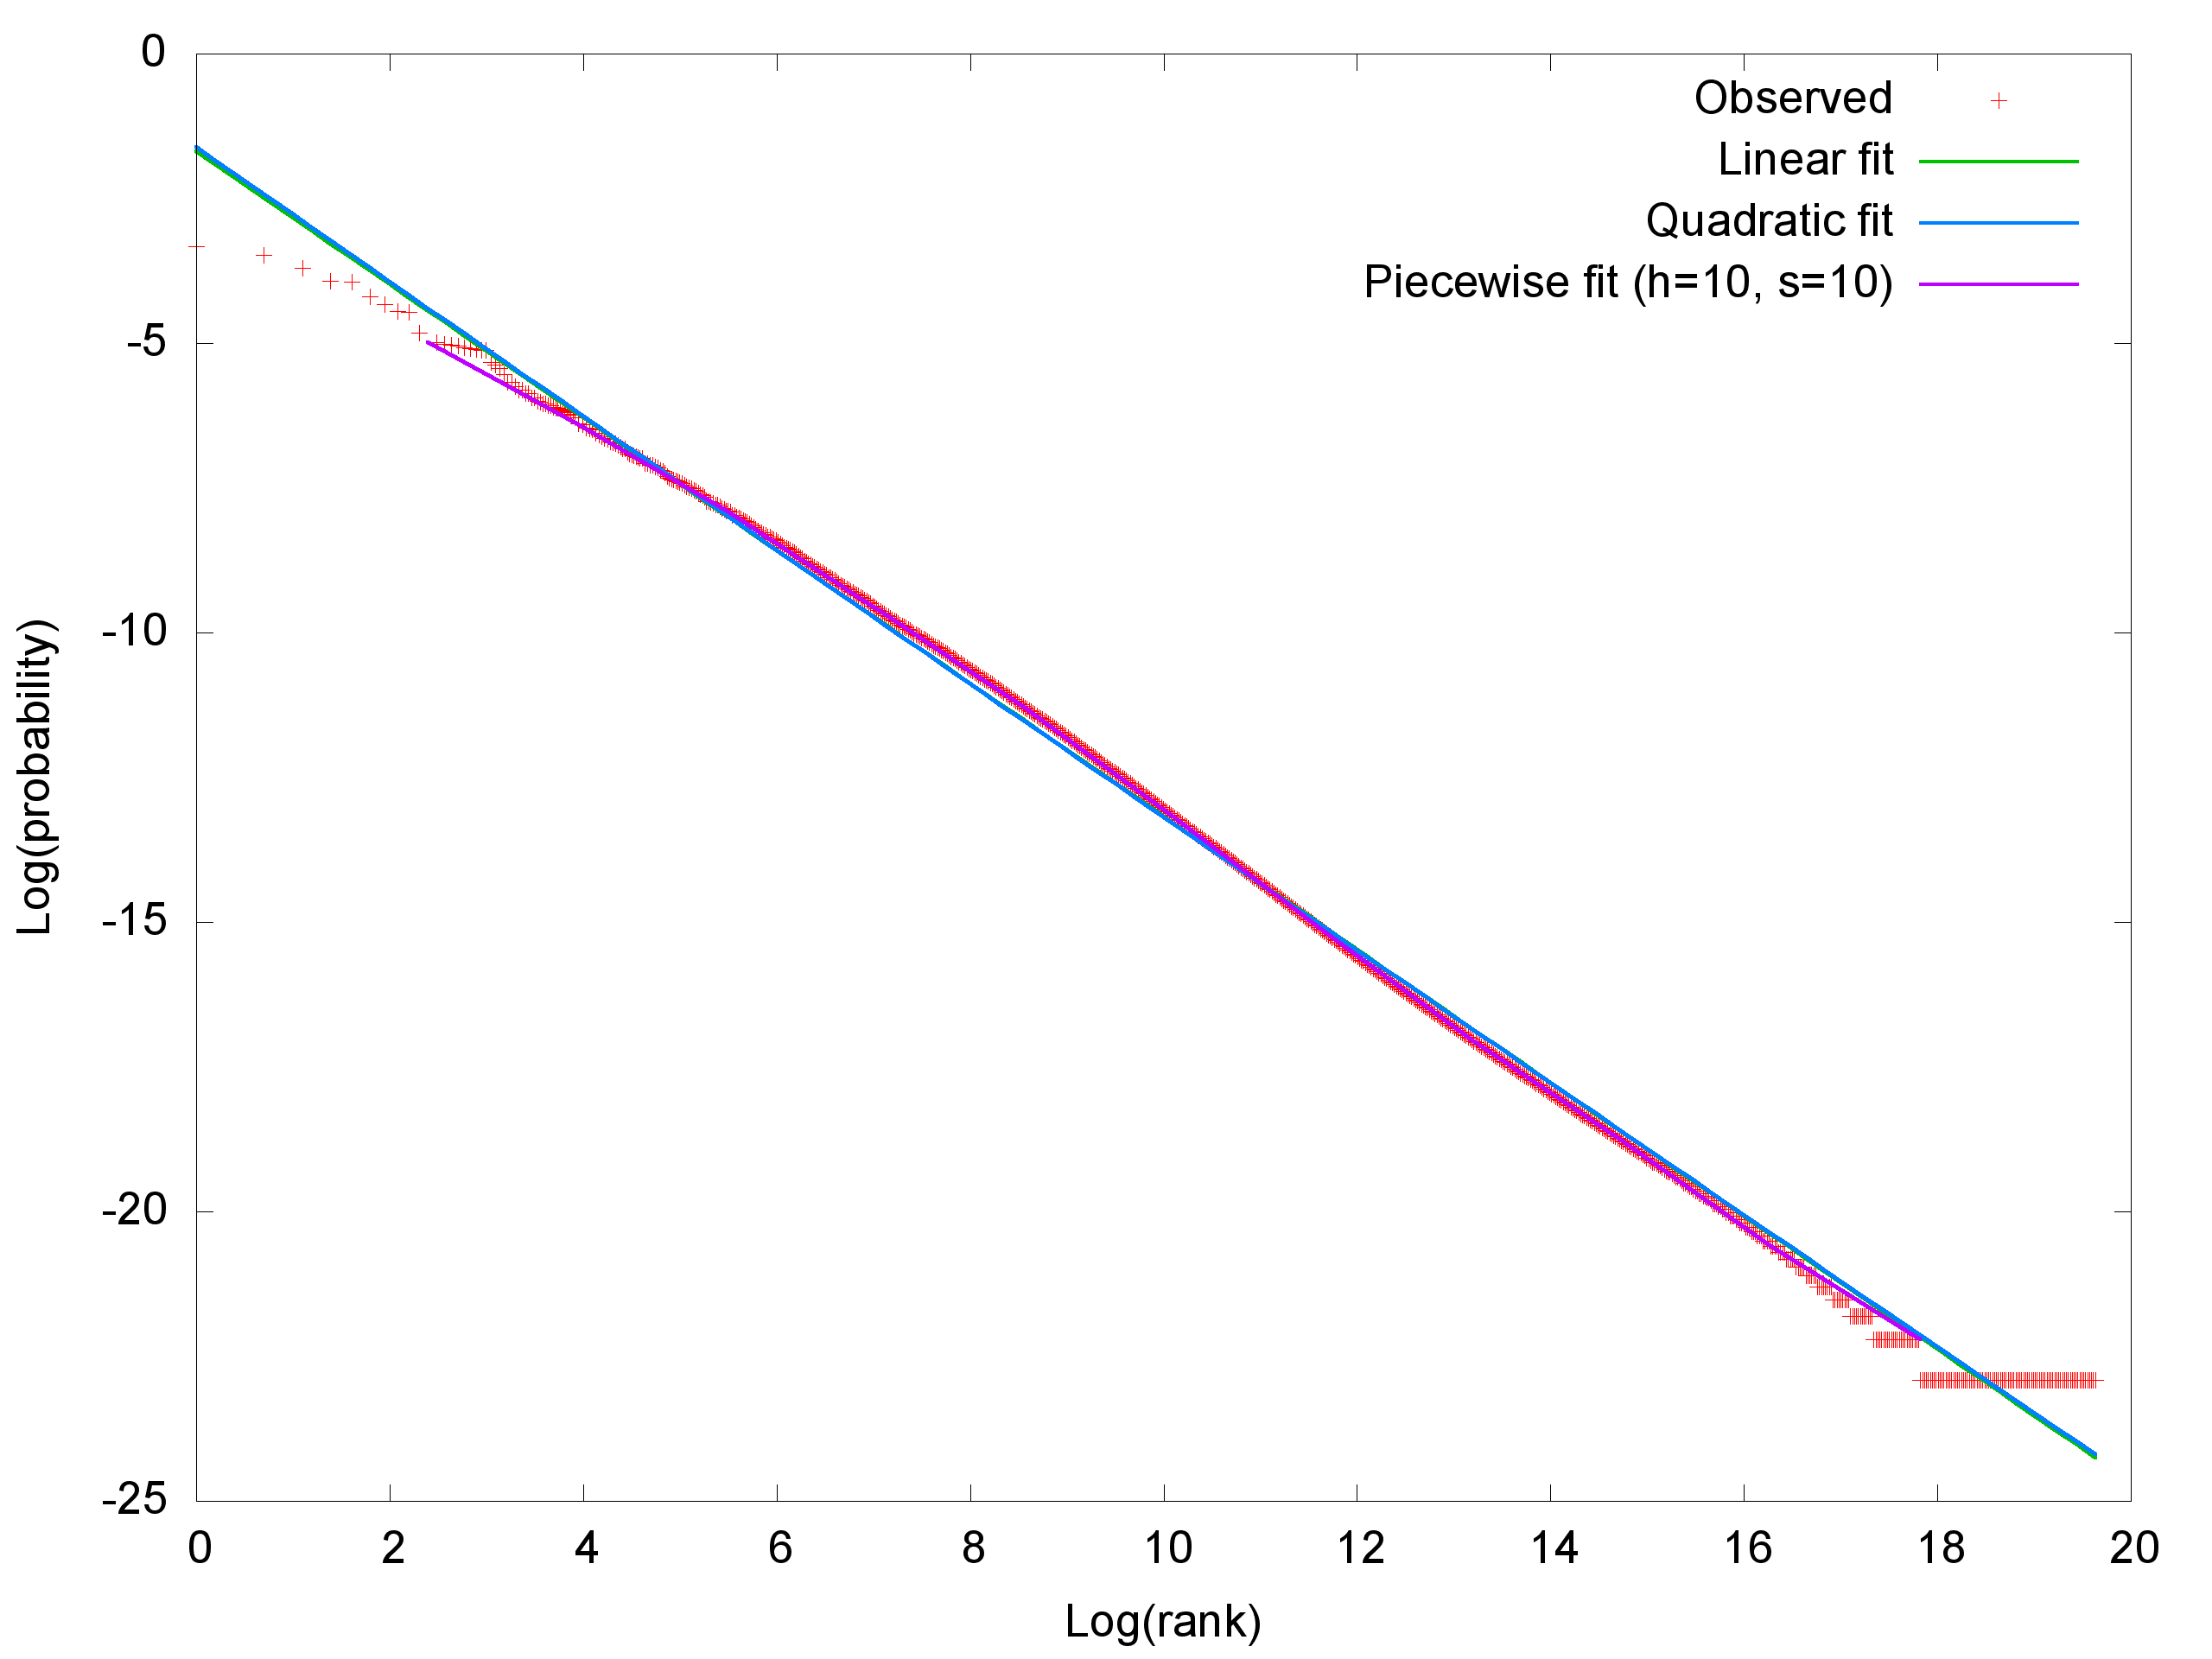 Observed
Linear fit
Quadratic fit
Piecewise fit (h=10, s=10)
0
-5
-10
-15
-20
-25
Log(probability)
0 2 4 6 8 10 12 14 16 18 20
Log(rank)